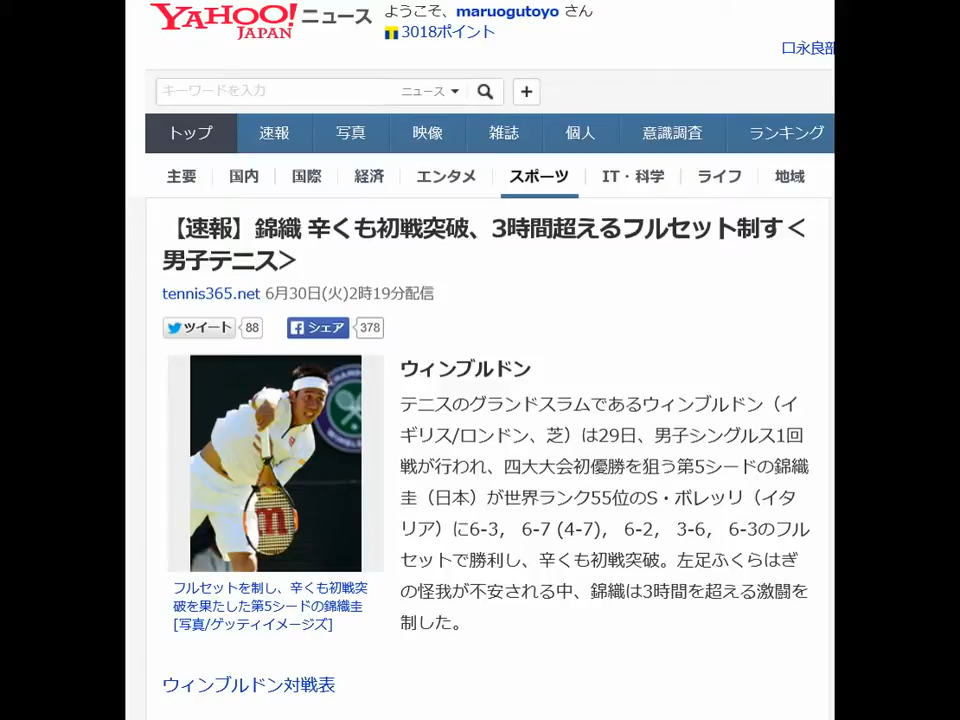 YAHOO! JAPAN ニュース
ようこそ、maruogutoyo さん
3018ポイント
口永良部
キーワードを入力 ニュース ▼ +
トップ 速報 写真 映像 雑誌 個人 意識調査 ランキング
主要 国内 国際 経済 エンタメ スポーツ IT・科学 ライフ 地域
【速報】錦織 辛くも初戦突破、3時間超えるフルセット制す<
男子テニス>
tennis365.net 6月30日(火)2時19分配信
ツイート 88 シェア 378
ウィンブルドン
テニスのグランドスラムであるウィンブルドン（イ
ギリス/ロンドン、芝）は29日、男子シングルス1回
戦が行われ、四大大会初優勝を狙う第5シードの錦織
圭（日本）が世界ランク55位のS・ボレッリ（イタ
リア）に6-3， 6-7 (4-7)， 6-2， 3-6， 6-3のフル
セットで勝利し、辛くも初戦突破。左足ふくらはぎ
の怪我が不安される中、錦織は3時間を超える激闘を
制した。
フルセットを制し、辛くも初戦突
破を果たした第5シードの錦織圭
[写真/ゲッティイメージズ]
ウィンブルドン対戦表